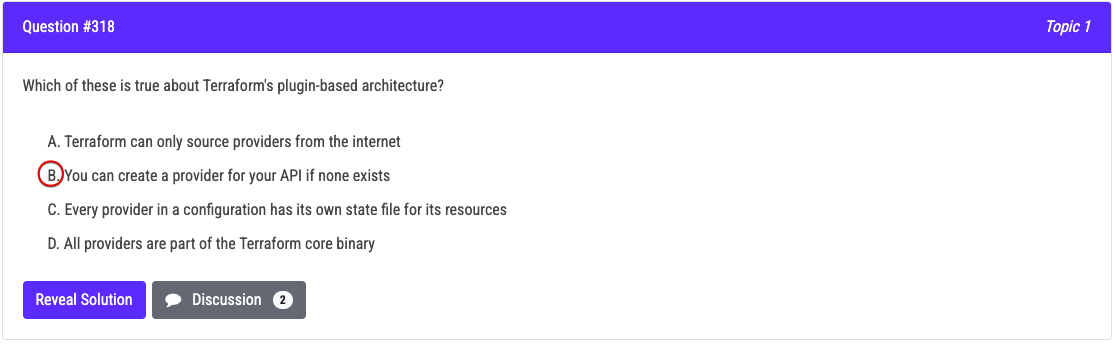 Question #318
Topic 1
Which of these is true about Terraform's plugin-based architecture?
A. Terraform can only source providers from the internet
B. You can create a provider for your API if none exists
C. Every provider in a configuration has its own state file for its resources
D. All providers are part of the Terraform core binary
Reveal Solution
Discussion 2